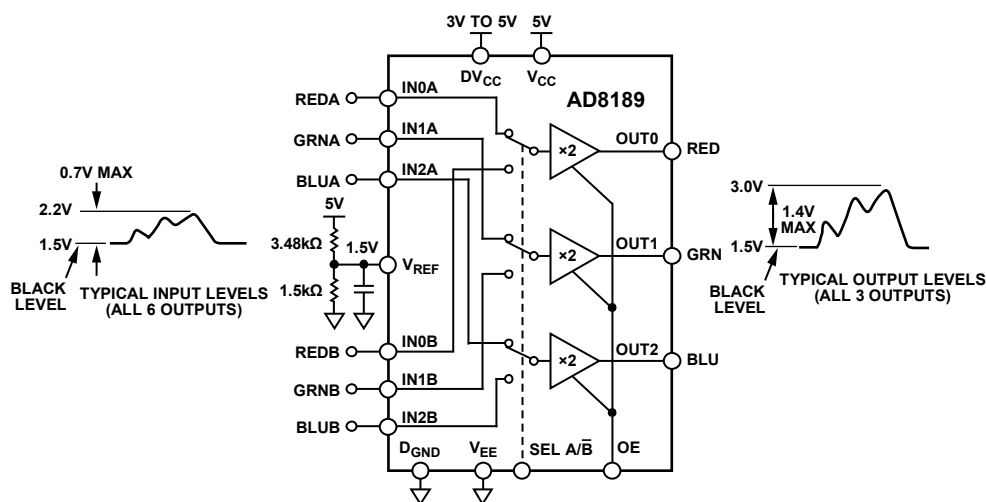 3V TO 5V
5V
DVCC
VCC
AD8189
REDA
IN0A
GRNA
IN1A
BLUA
IN2A
×2
OUT0
RED
0.7V MAX
2.2V
1.5V
BLACK
LEVEL
TYPICAL INPUT LEVELS
(ALL 6 OUTPUTS)
5V
3.48kΩ
1.5V
VREF
1.5kΩ
×2
OUT1
GRN
3.0V
1.4V
MAX
1.5V
BLACK
LEVEL
TYPICAL OUTPUT LEVELS
(ALL 3 OUTPUTS)
REDB
IN0B
GRNB
IN1B
BLUB
IN2B
×2
OUT2
BLU
DGND
VEE
SEL A/B̅
OE